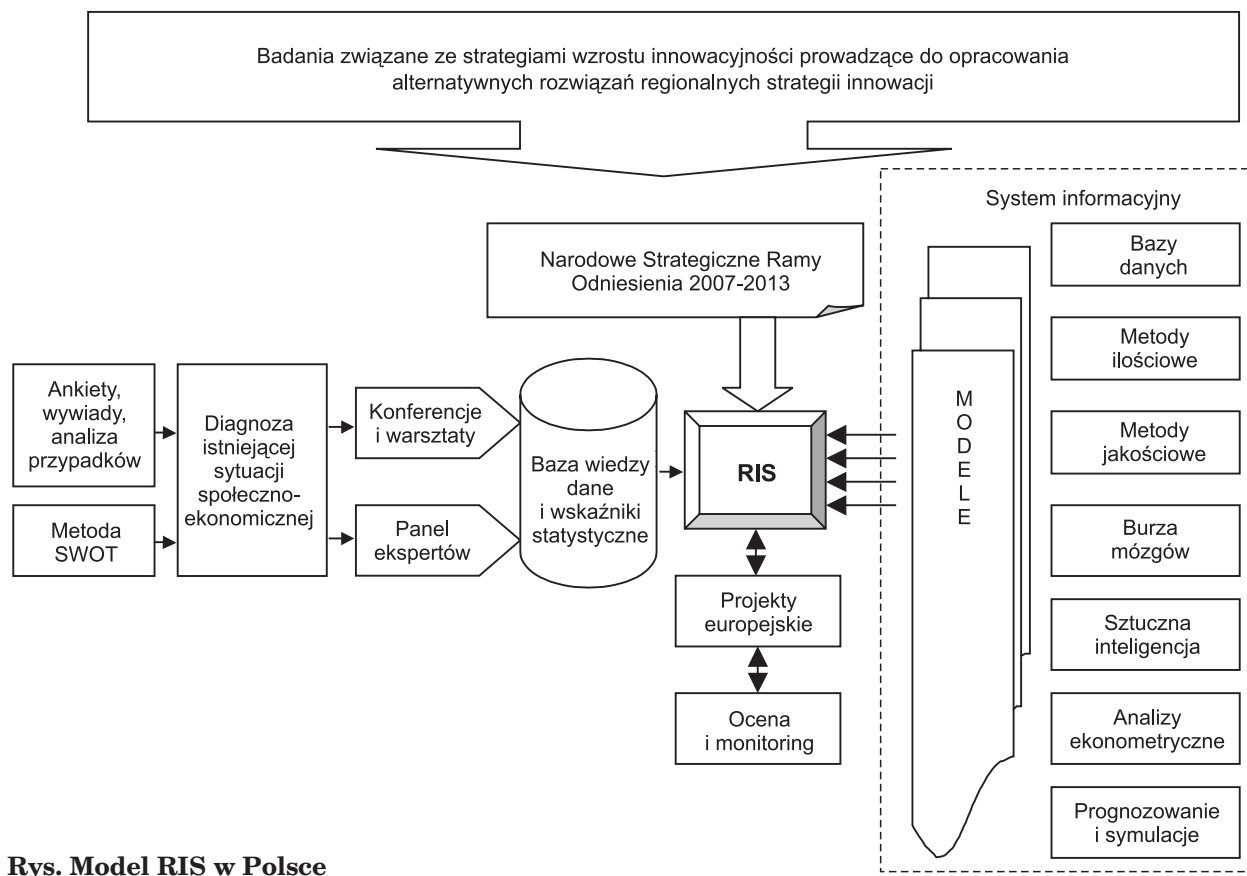 Badania związane ze strategiami wzrostu innowacyjności prowadzące do opracowania
alternatywnych rozwiązań regionalnych strategii innowacji
System informacyjny
Narodowe Strategiczne Ramy
Odniesienia 2007-2013
Bazy
danych
Metody
ilościowe
Metody
jakościowe
Burza
mózgów
Sztuczna
inteligencja
Analizy
ekonometryczne
Prognozowanie
i symulacje
MODELE
Ankiety,
wywiady,
analiza
przypadków
Metoda
SWOT
Diagnoza
istniejącej
sytuacji
społeczno-
ekonomicznej
Konferencje
i warsztaty
Panel
ekspertów
Baza wiedzy
dane
i wskaźniki
statystyczne
RIS
Projekty
europejskie
Ocena
i monitoring
Rys. Model RIS w Polsce